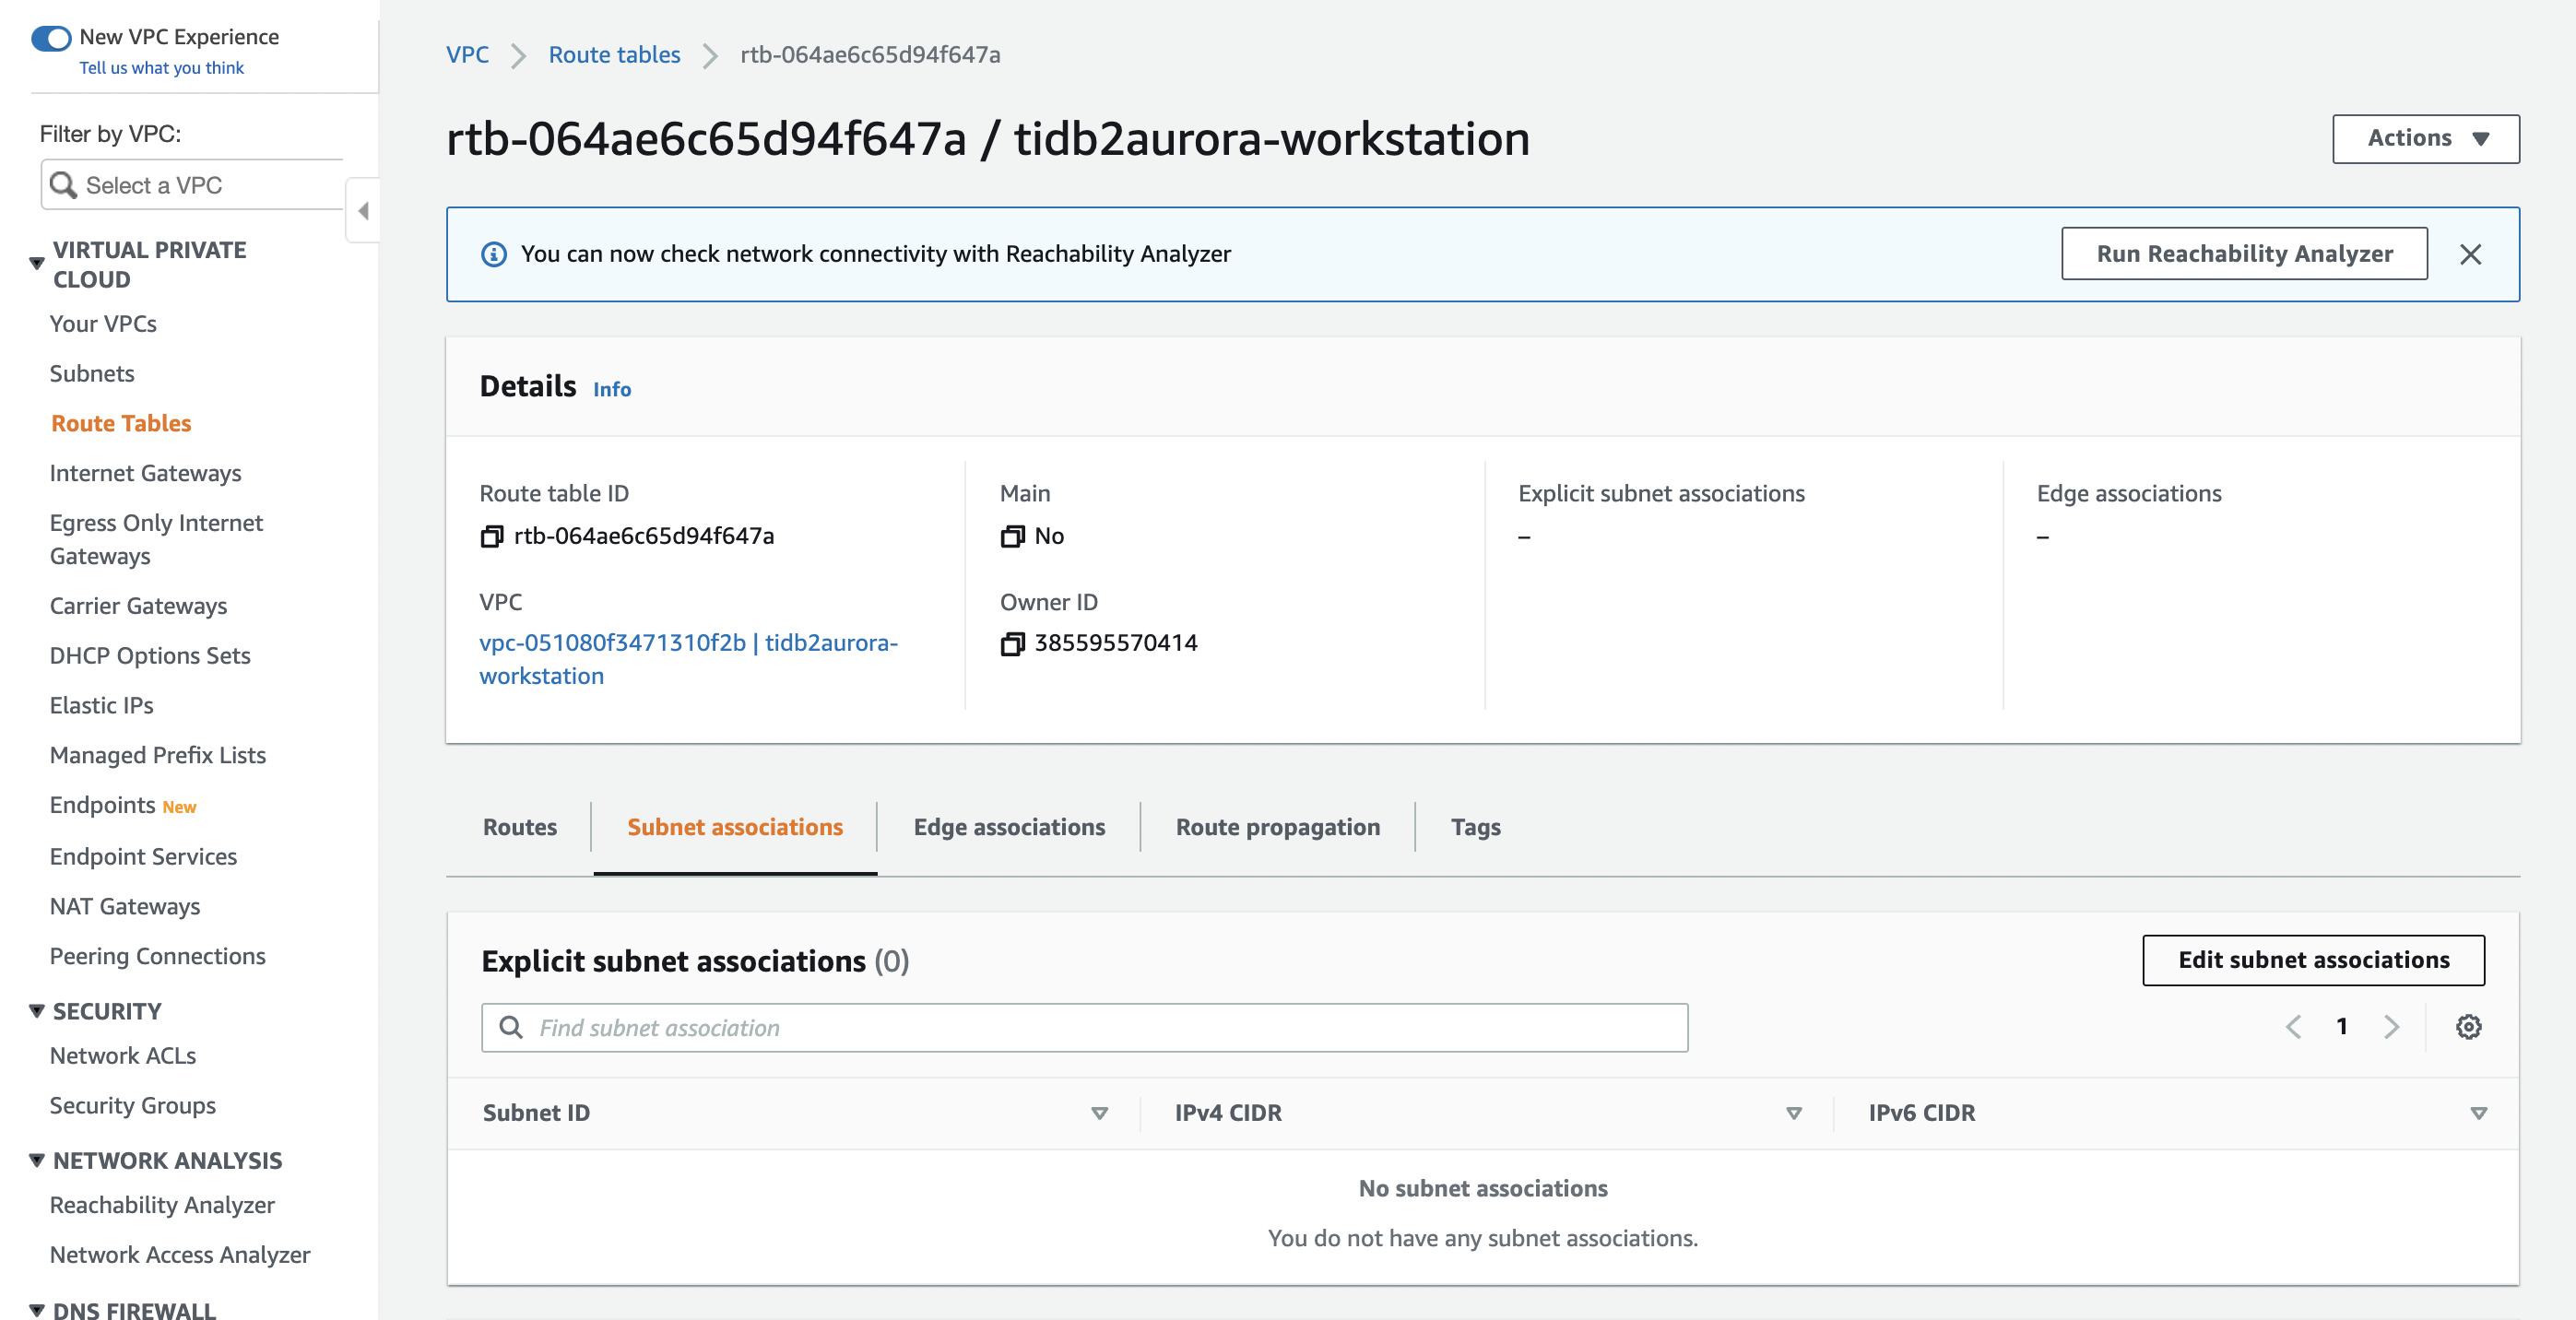 New VPC Experience
Tell us what you think
Filter by VPC:
Select a VPC
VIRTUAL PRIVATE
CLOUD
Your VPCs
Subnets
Route Tables
Internet Gateways
Egress Only Internet
Gateways
Carrier Gateways
DHCP Options Sets
Elastic IPs
Managed Prefix Lists
Endpoints New
Endpoint Services
NAT Gateways
Peering Connections
SECURITY
Network ACLs
Security Groups
NETWORK ANALYSIS
Reachability Analyzer
Network Access Analyzer
DNS FIREWALL
VPC > Route tables > rtb-064ae6c65d94f647a
rtb-064ae6c65d94f647a / tidb2aurora-workstation
Actions
You can now check network connectivity with Reachability Analyzer
Run Reachability Analyzer
Details Info
Route table ID
rtb-064ae6c65d94f647a
VPC
vpc-051080f3471310f2b | tidb2aurora-
workstation
Main
No
Owner ID
385595570414
Explicit subnet associations
–
Edge associations
–
Routes
Subnet associations
Edge associations
Route propagation
Tags
Explicit subnet associations (0)
Edit subnet associations
Find subnet association
1
Subnet ID
IPv4 CIDR
IPv6 CIDR
No subnet associations
You do not have any subnet associations.